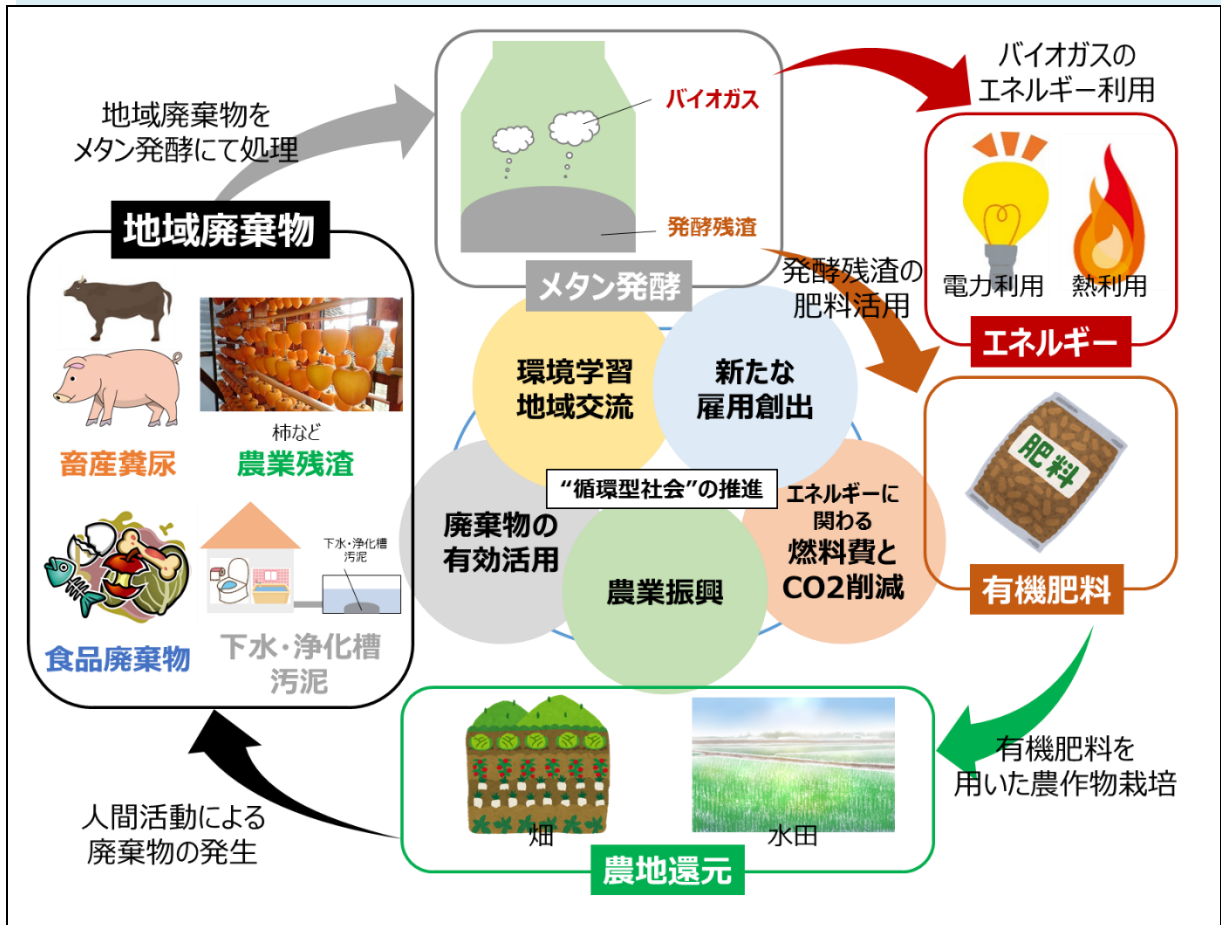 地域廃棄物を
メタン発酵にて処理
バイオガス
発酵残渣
メタン発酵
バイオガスの
エネルギー利用
電力利用
熱利用
エネルギー
発酵残渣の
肥料活用
肥料
有機肥料
地域廃棄物
畜産糞尿
柿など
農業残渣
食品廃棄物
下水・浄化槽
汚泥
下水・浄化槽
汚泥
環境学習
地域交流
新たな
雇用創出
“循環型社会”の推進
廃棄物の
有効活用
農業振興
エネルギーに
関わる
燃料費と
CO2削減
有機肥料を
用いた農作物栽培
畑
水田
農地還元
人間活動による
廃棄物の発生